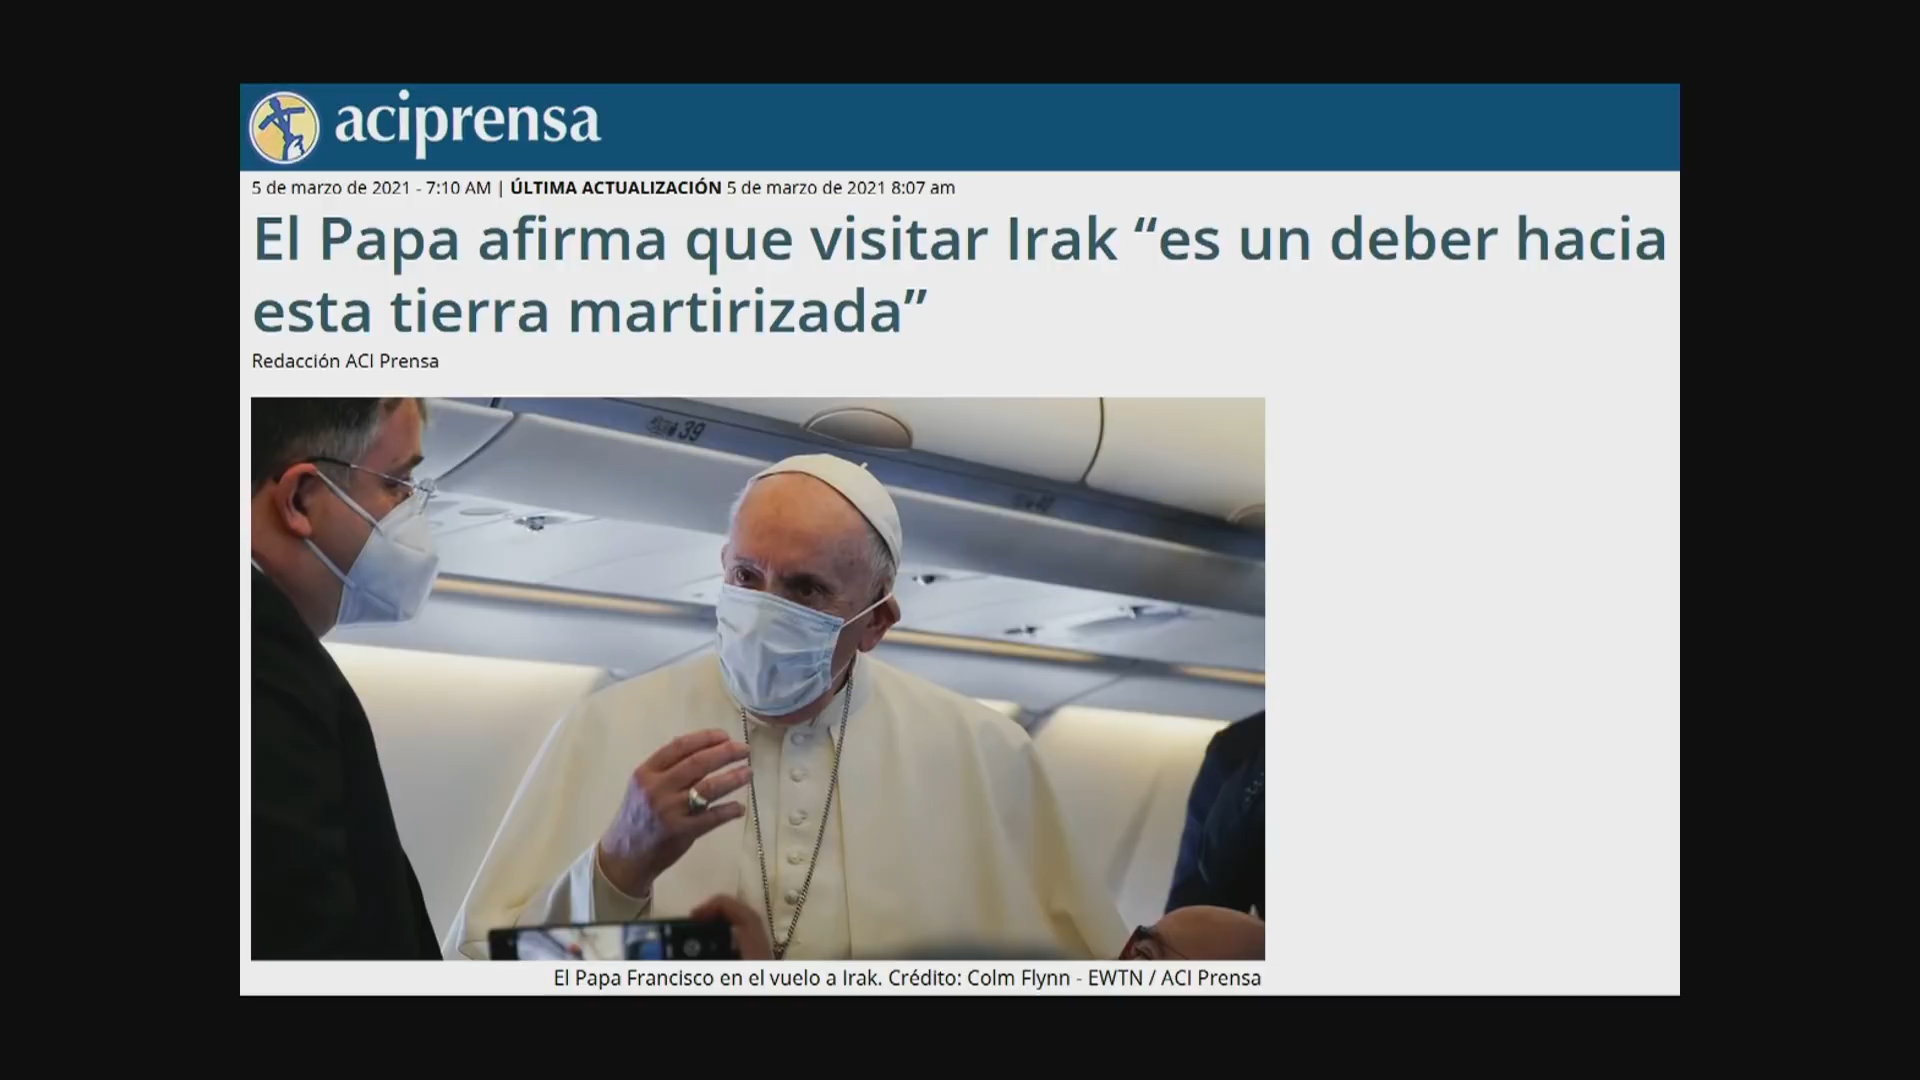 aciprensa
5 de marzo de 2021 - 7:10 AM | ÚLTIMA ACTUALIZACIÓN 5 de marzo de 2021 8:07 am
El Papa afirma que visitar Irak “es un deber hacia
esta tierra martirizada”
Redacción ACI Prensa
39
El Papa Francisco en el vuelo a Irak. Crédito: Colm Flynn - EWTN / ACI Prensa